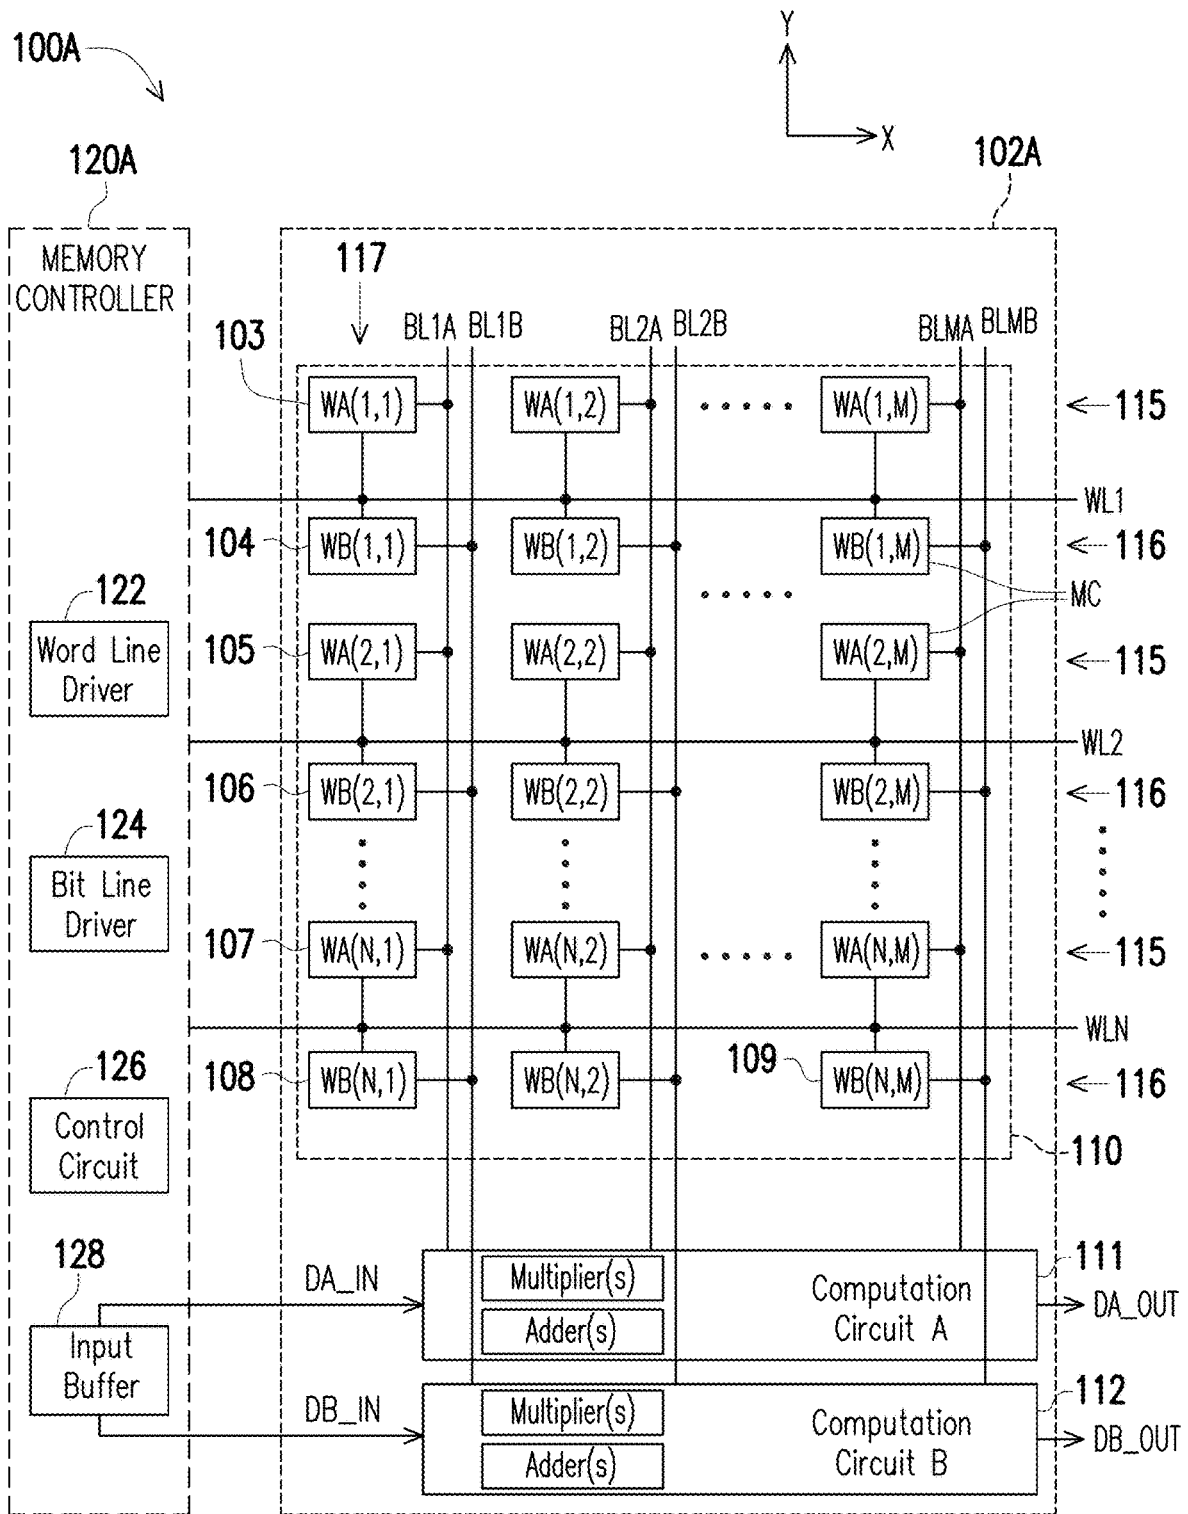 100A
Y
X
120A
102A
MEMORY
CONTROLLER
117
BL1A BL1B BL2A BL2B BLMA BLMB
103
WA(1,1) WA(1,2) WA(1,M) 115
WL1
104 WB(1,1) WB(1,2) WB(1,M) 116
MC
122
Word Line
Driver
105 WA(2,1) WA(2,2) WA(2,M) 115
WL2
106 WB(2,1) WB(2,2) WB(2,M) 116
124
Bit Line
Driver
107 WA(N,1) WA(N,2) WA(N,M) 115
WLN
126
Control
Circuit
108 WB(N,1) WB(N,2) 109 WB(N,M) 116
110
128
Input
Buffer
DA_IN
Multiplier(s)
Adder(s)
Computation
Circuit A
111
DA_OUT
DB_IN
Multiplier(s)
Adder(s)
Computation
Circuit B
112
DB_OUT